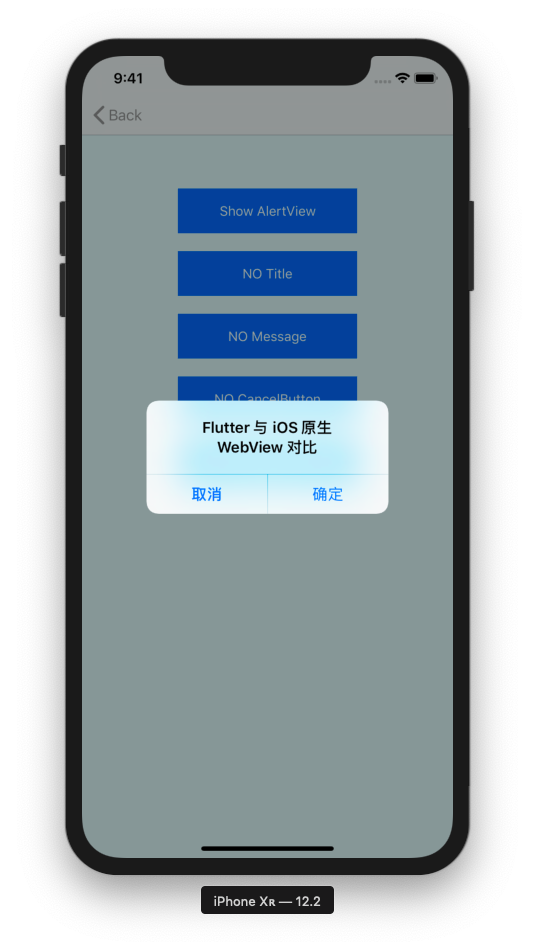 9:41
Back
Show AlertView
NO Title
NO Message
NO CancelButton
Flutter 与 iOS 原生
WebView 对比
取消
确定
iPhone Xʀ — 12.2